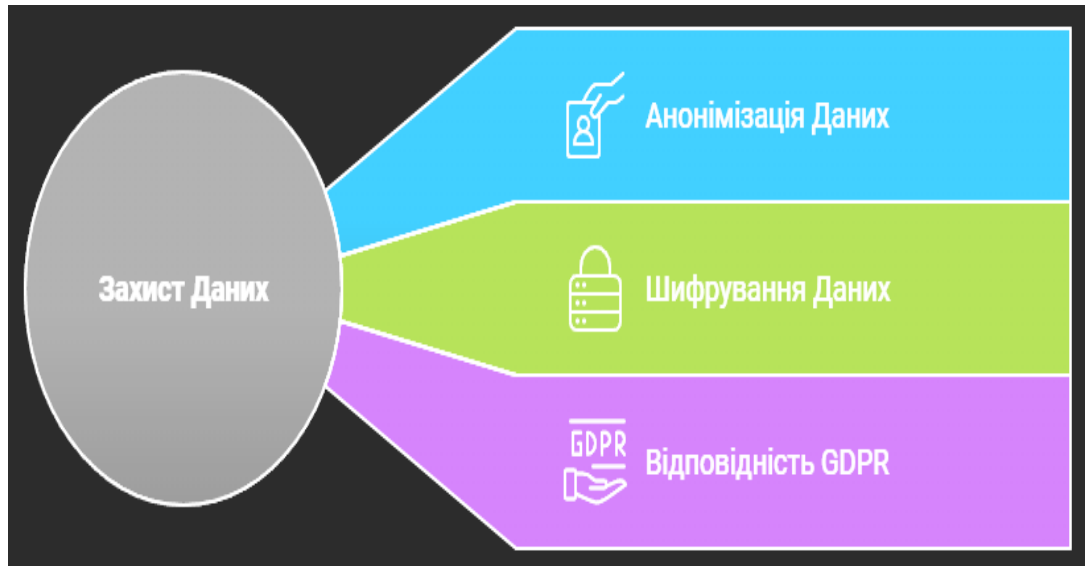 Анонімізація Даних
Захист Даних
Шифрування Даних
GDPR
Відповідність GDPR